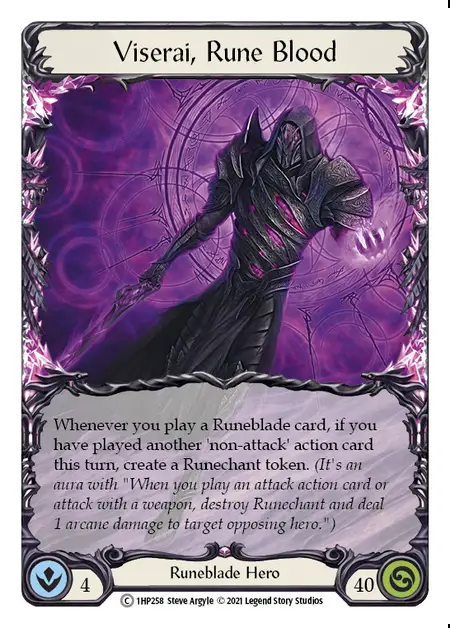 Viserai, Rune Blood
Whenever you play a Runeblade card, if you
have played another 'non-attack' action card
this turn, create a Runechant token. (It's an
aura with "When you play an attack action card or
attack with a weapon, destroy Runechant and deal
1 arcane damage to target opposing hero.")
4
Runeblade Hero
40
C 1HP258 Steve Argyle © 2021 Legend Story Studios